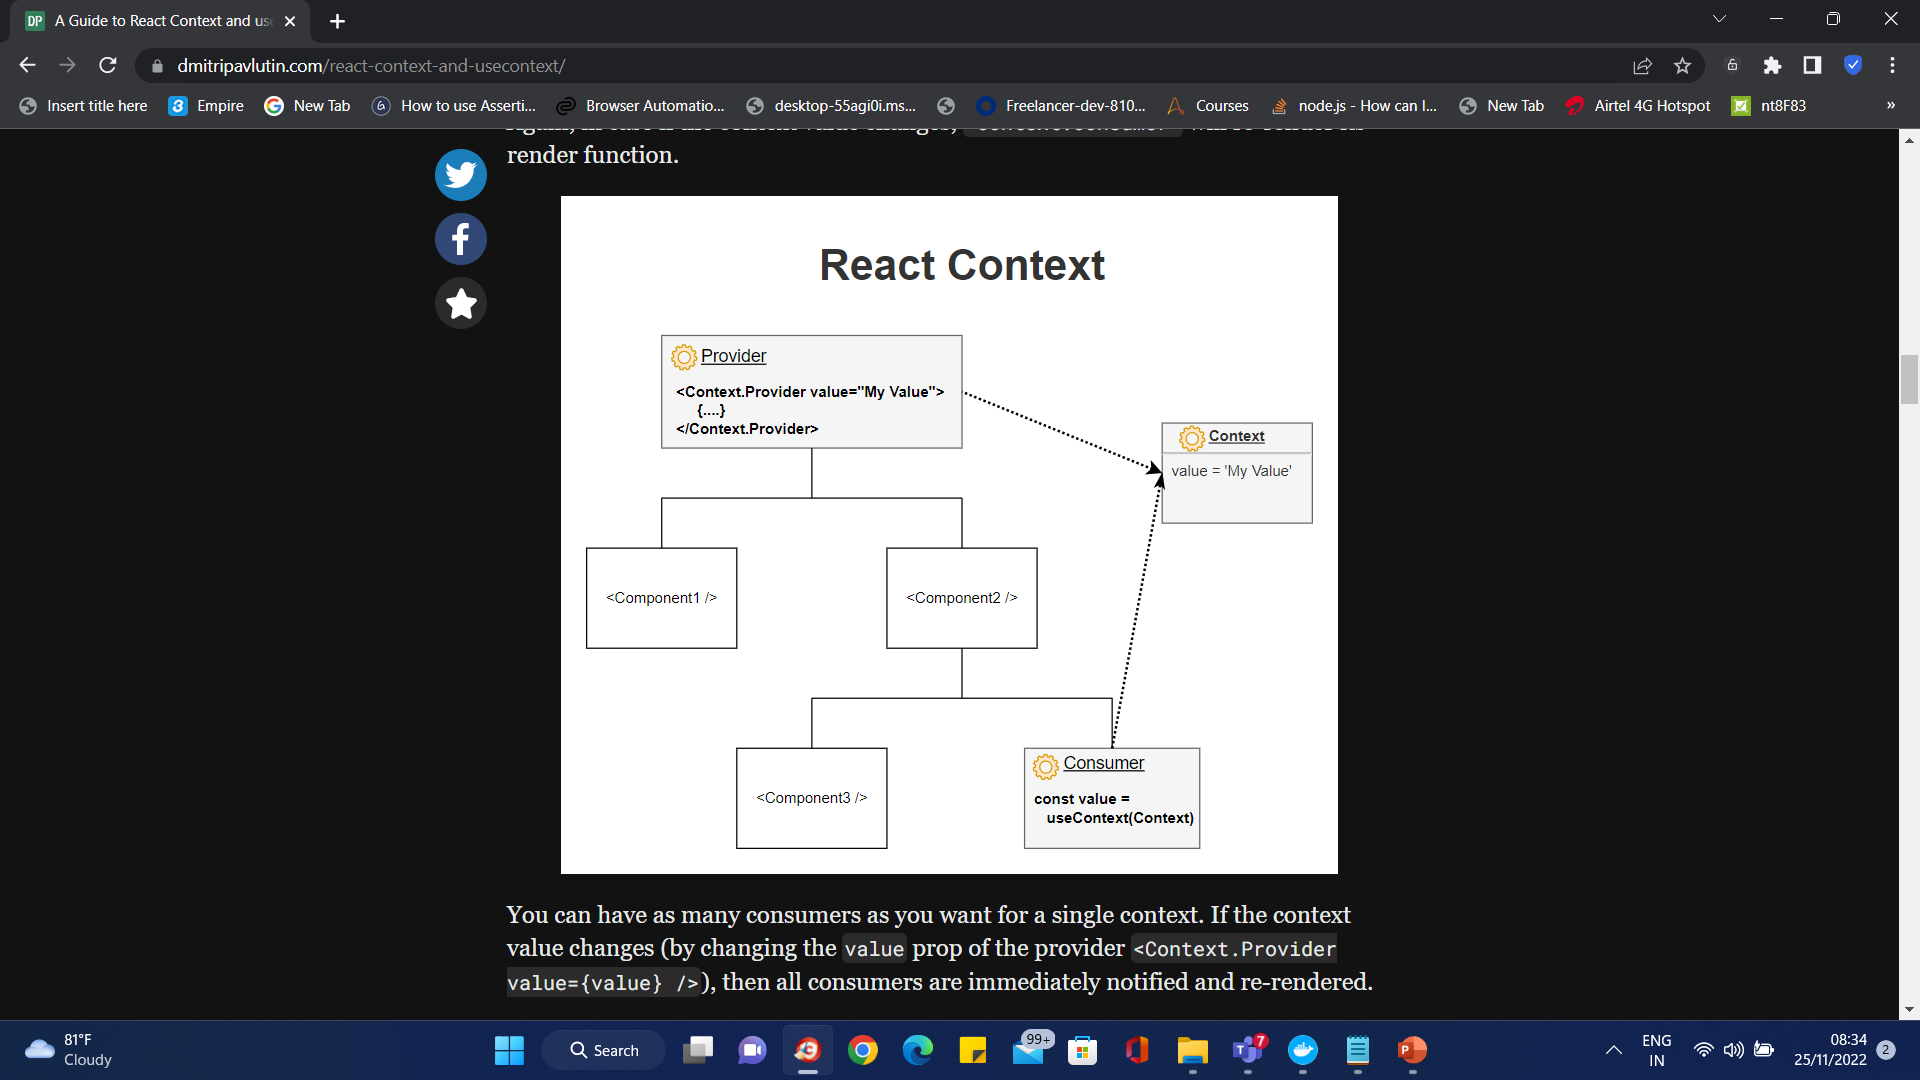 DP A Guide to React Context and us
dmitripavlutin.com/react-context-and-usecontext/
Insert title here Empire New Tab How to use Asserti... Browser Automatio... desktop-55agi0i.ms... Freelancer-dev-810... Courses node.js - How can I... New Tab Airtel 4G Hotspot nt8F83 »
render function.
React Context
Provider
<Context.Provider value="My Value">
{....}
</Context.Provider>
Context
value = 'My Value'
<Component1 />
<Component2 />
<Component3 />
Consumer
const value =
useContext(Context)
You can have as many consumers as you want for a single context. If the context
value changes (by changing the value prop of the provider <Context.Provider
value={value} />), then all consumers are immediately notified and re-rendered.
81°F
Cloudy
Search
99+
7
ENG
IN
08:34
25/11/2022
2